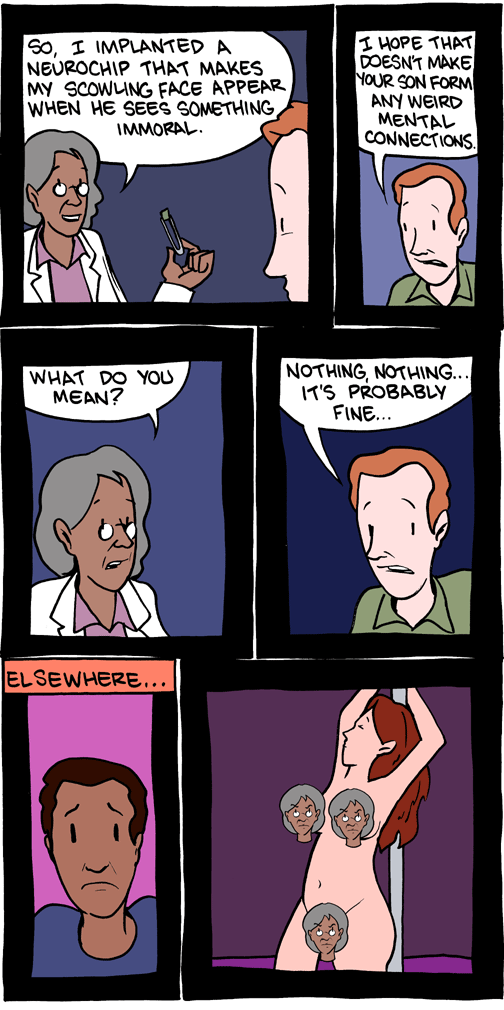 SO, I IMPLANTED A
NEUROCHIP THAT MAKES
MY SCOWLING FACE APPEAR
WHEN HE SEES SOMETHING
IMMORAL.
I HOPE THAT
DOESN'T MAKE
YOUR SON FORM
ANY WEIRD
MENTAL
CONNECTIONS.
WHAT DO YOU
MEAN?
NOTHING, NOTHING...
IT'S PROBABLY
FINE...
ELSEWHERE...